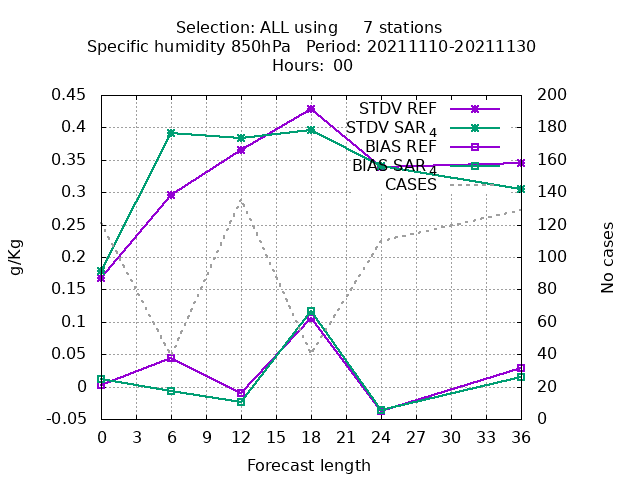 Selection: ALL using     7 stations
Specific humidity 850hPa   Period: 20211110-20211130
Hours:  00
STDV REF
STDV SAR 4
BIAS REF
BIAS SAR 4
CASES
0.45
0.4
0.35
0.3
0.25
0.2
0.15
0.1
0.05
0
-0.05
200
180
160
140
120
100
80
60
40
20
0
g/Kg
No cases
0 3 6 9 12 15 18 21 24 27 30 33 36
Forecast length